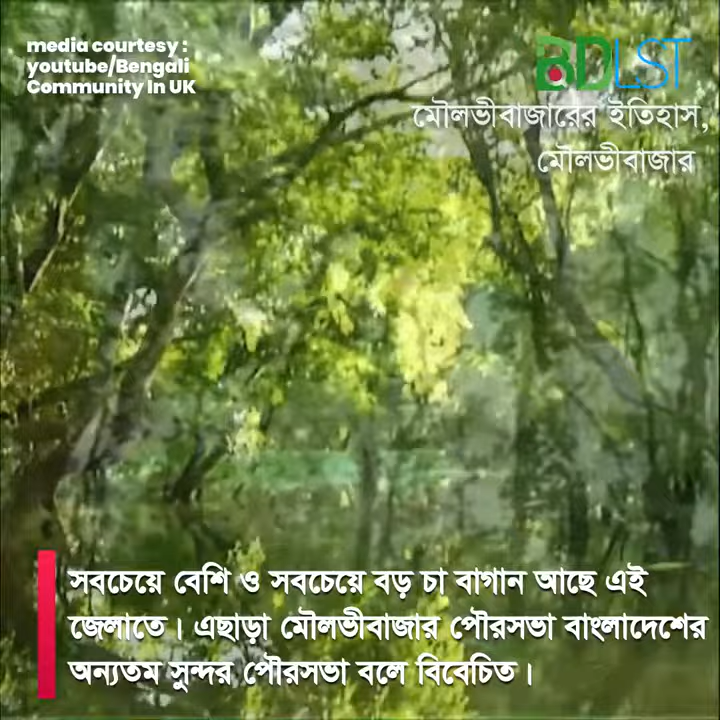 media courtesy :
youtube/Bengali
Community In UK
BDLST
মৌলভীবাজারের ইতিহাস,
মৌলভীবাজার
সবচেয়ে বেশি ও সবচেয়ে বড় চা বাগান আছে এই
জেলাতে। এছাড়া মৌলভীবাজার পৌরসভা বাংলাদেশের
অন্যতম সুন্দর পৌরসভা বলে বিবেচিত।